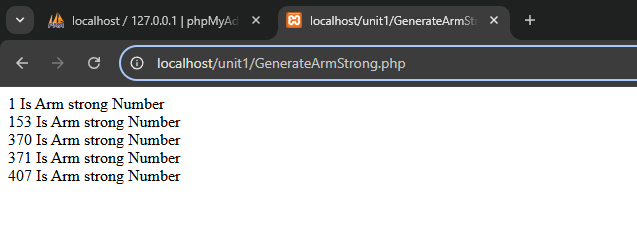 localhost / 127.0.0.1 | phpMyAd
localhost/unit1/GenerateArmStr
localhost/unit1/GenerateArmStrong.php
1 Is Arm strong Number
153 Is Arm strong Number
370 Is Arm strong Number
371 Is Arm strong Number
407 Is Arm strong Number